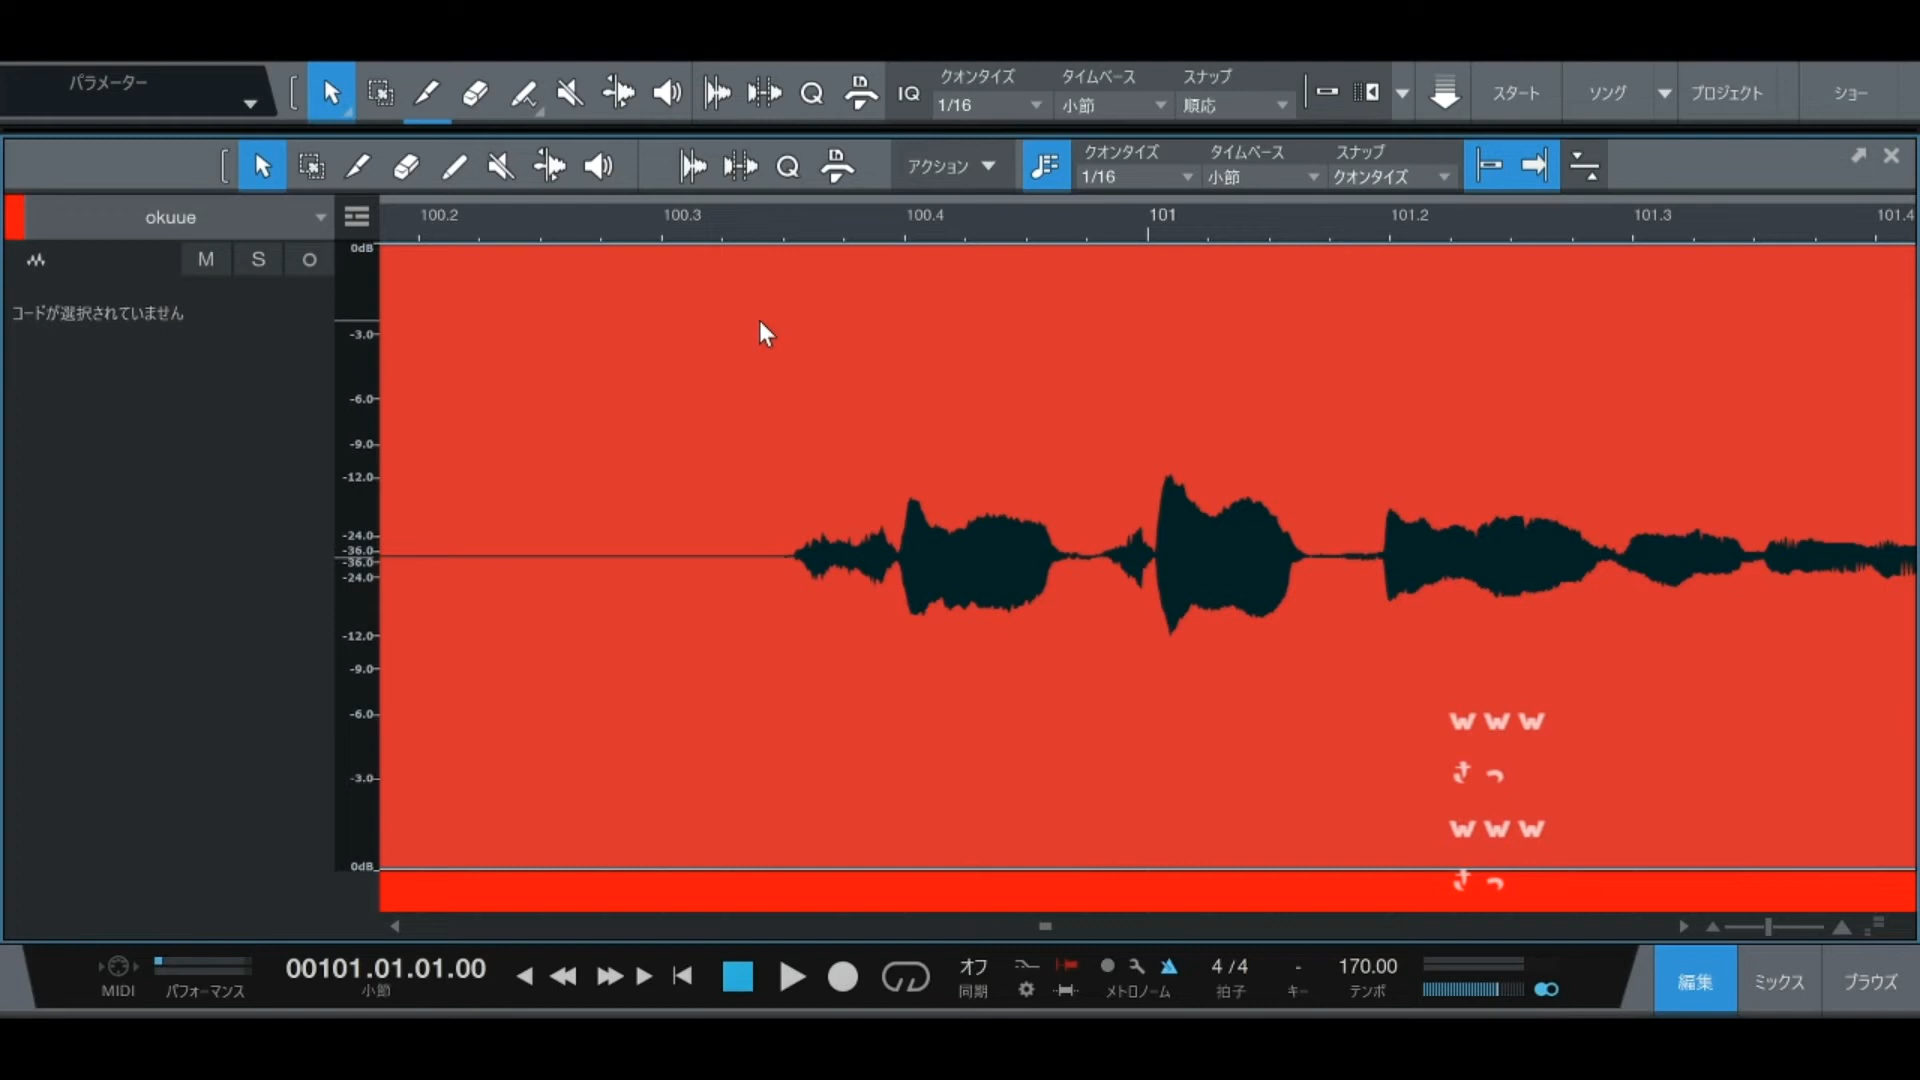 パラメーター
IQ
クオンタイズ
1/16
タイムベース
小節
スナップ
順応
スタート
ソング
プロジェクト
ショー
アクション
クオンタイズ
1/16
タイムベース
小節
スナップ
クオンタイズ
okuue
100.2
100.3
100.4
101
101.2
101.3
101.4
M
S
コードが選択されていません
0dB
-3.0
-6.0
-9.0
-12.0
-24.0
-36.0
-36.0
-24.0
-12.0
-9.0
-6.0
-3.0
0dB
www
さっ
www
さっ
MIDI
パフォーマンス
00101.01.01.00
小節
オフ
同期
メトロノーム
4/4
拍子
-
キー
170.00
テンポ
編集
ミックス
ブラウズ